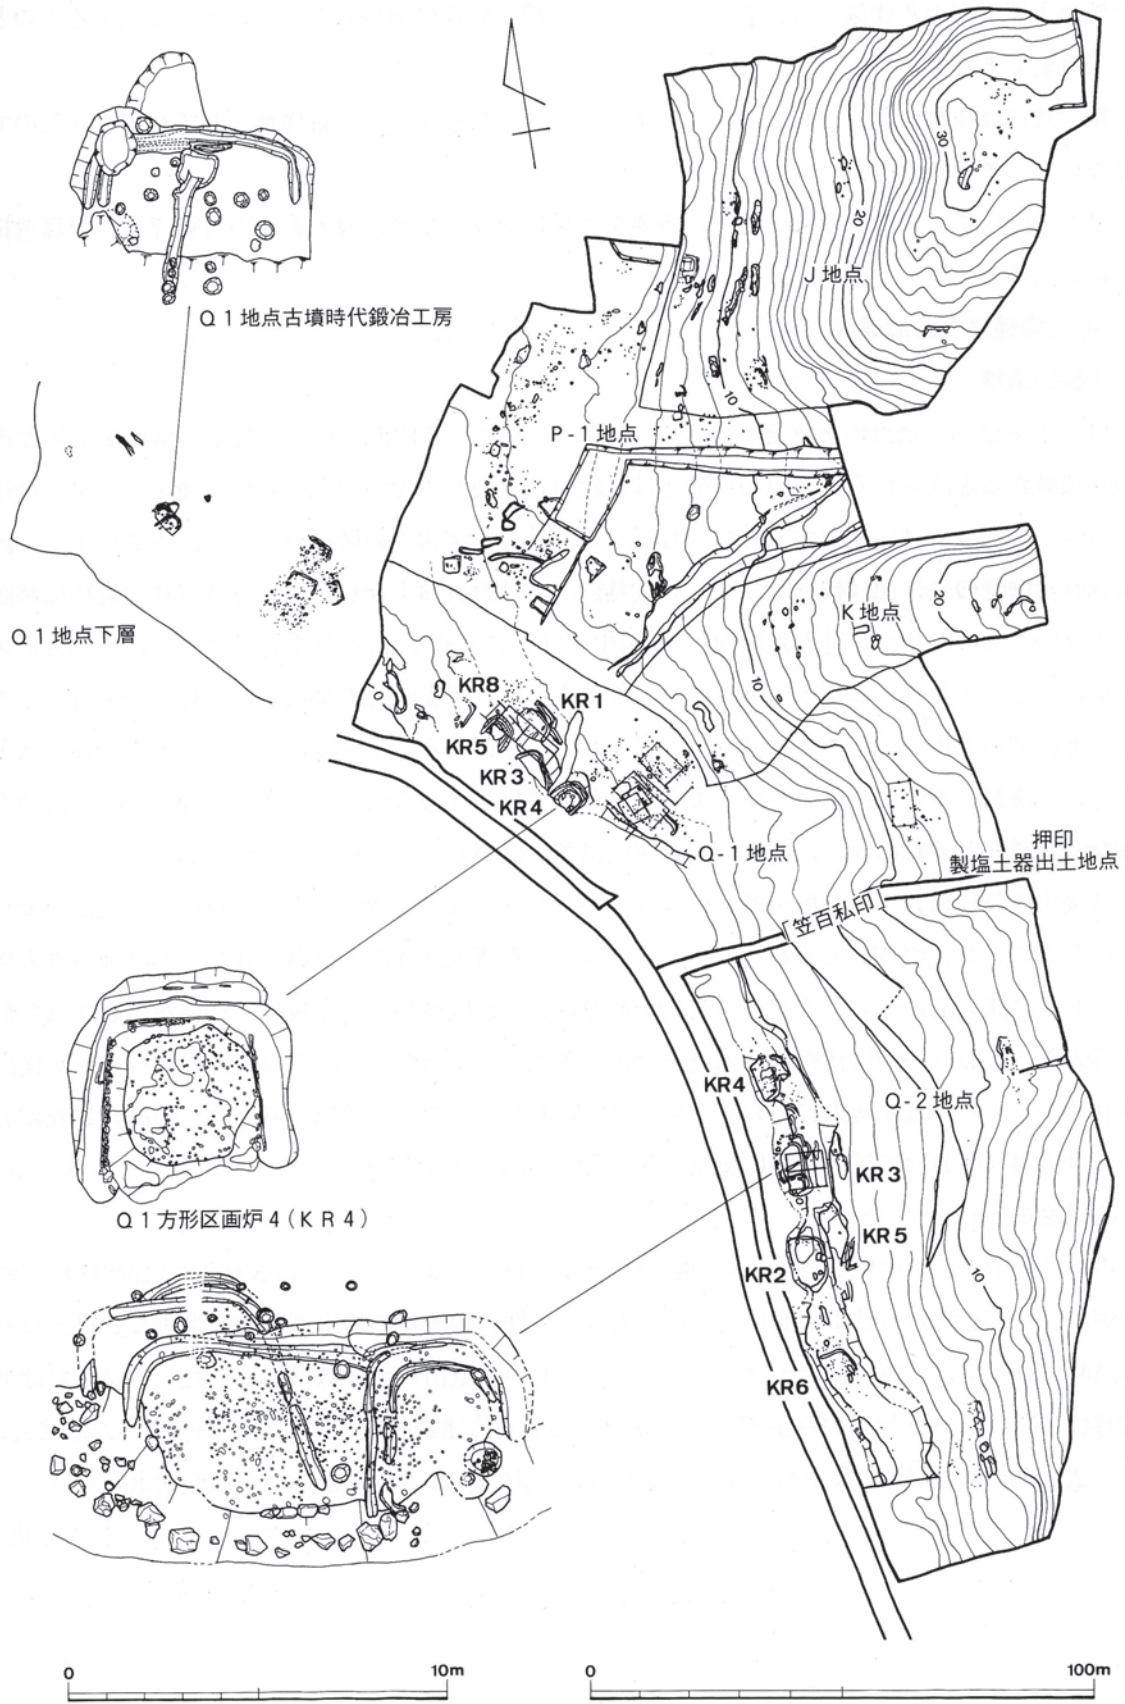 Q1地点古墳時代鍛冶工房
30
20
J地点
10
P-1地点
Q1地点下層
20
K地点
10
0
KR8
KR1
KR5
KR3
KR4
Q-1地点
押印
製塩土器出土地点
「笠百私印」
KR4
Q-2地点
KR3
KR5
KR2
10
KR6
Q1方形区画炉4(KR4)
0 10m
0 100m